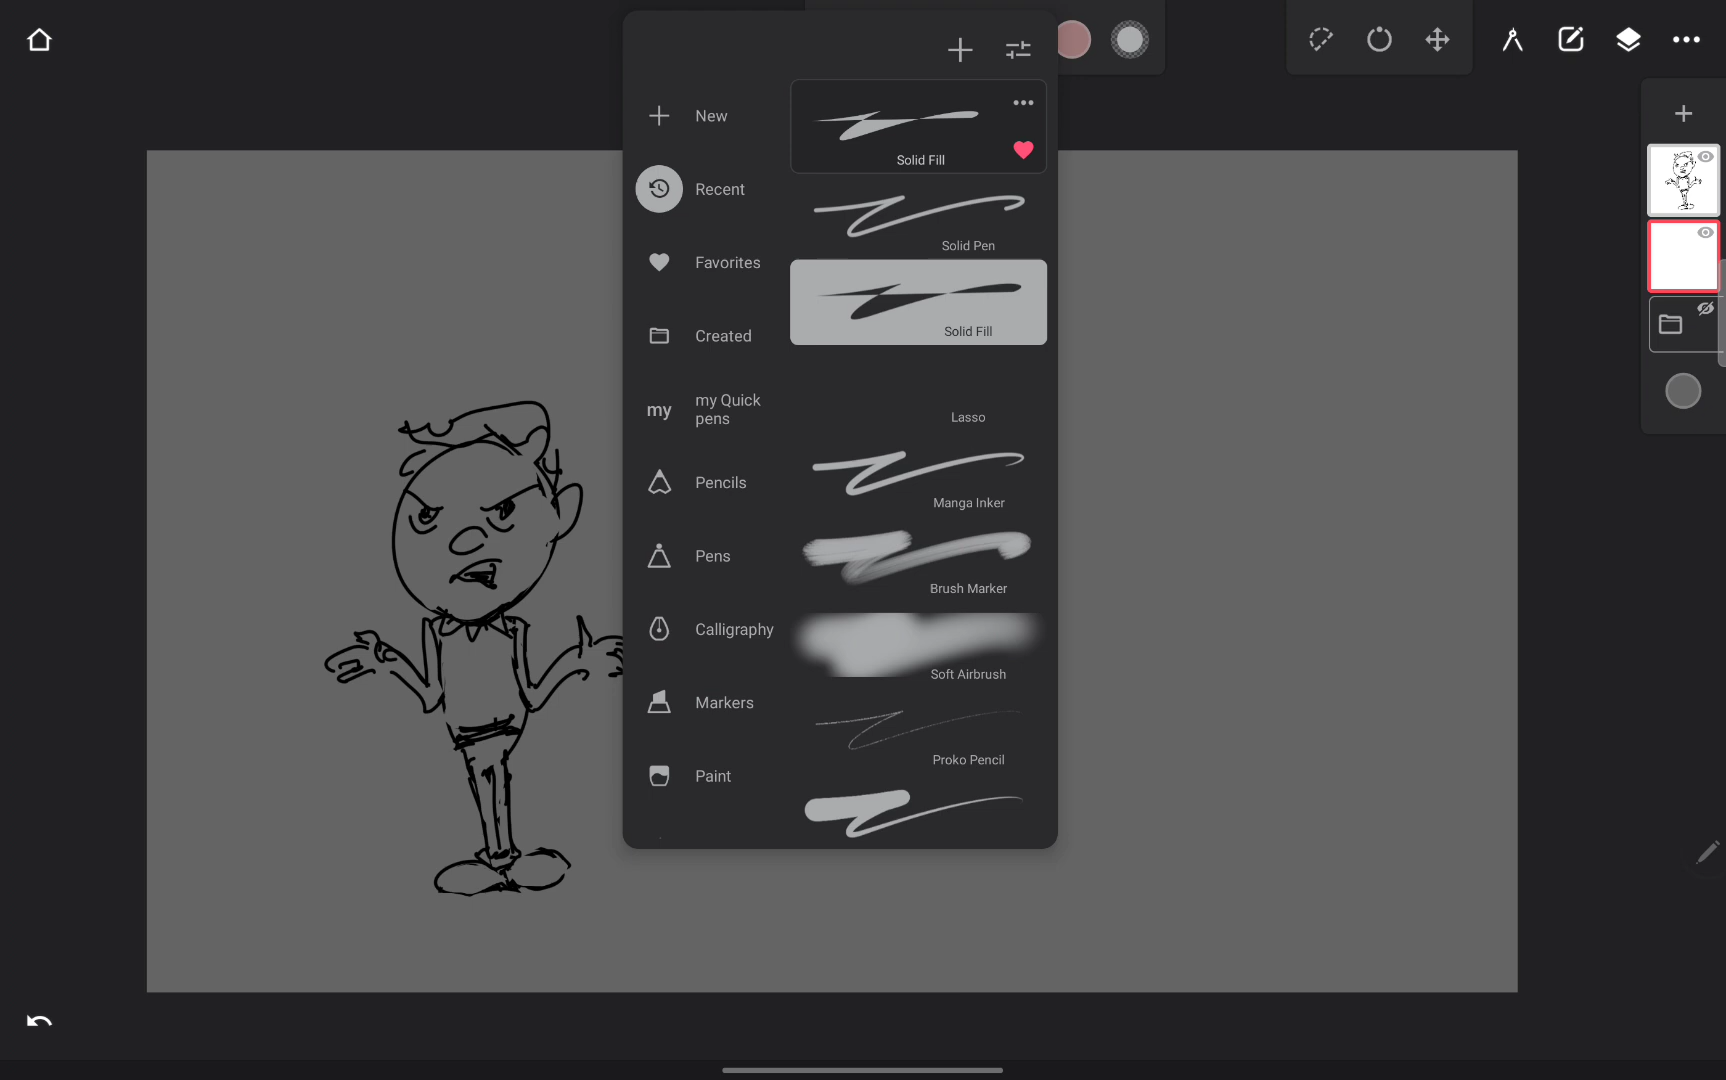 New
Recent
Favorites
Created
my
my Quick
pens
Pencils
Pens
Calligraphy
Markers
Paint
Solid Fill
Solid Pen
Solid Fill
Lasso
Manga Inker
Brush Marker
Soft Airbrush
Proko Pencil